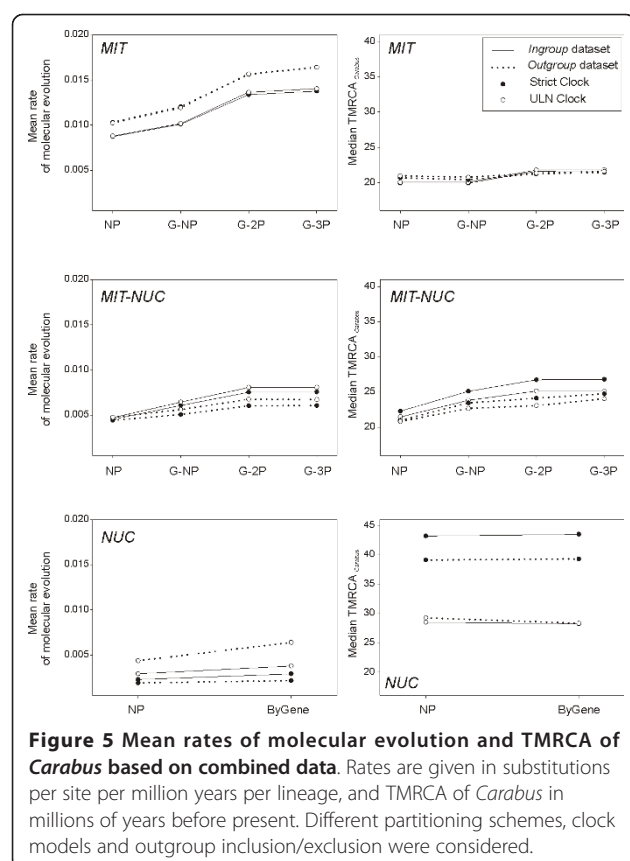 0.020
MIT
0.015
0.010
0.005
Mean rate
of molecular evolution
NP G-NP G-2P G-3P
40
MIT
35
30
25
20
Median TMRCA Carabus
Ingroup dataset
Outgroup dataset
Strict Clock
ULN Clock
NP G-NP G-2P G-3P
0.020
MIT-NUC
0.015
0.010
0.005
Mean rate
of molecular evolution
NP G-NP G-2P G-3P
40
MIT-NUC
35
30
25
20
Median TMRCA Carabus
NP G-NP G-2P G-3P
0.020
NUC
0.015
0.010
0.005
Mean rate
of molecular evolution
NP ByGene
45
40
35
30
25
20
Median TMRCA Carabus
NUC
NP ByGene
Figure 5 Mean rates of molecular evolution and TMRCA of
Carabus based on combined data. Rates are given in substitutions
per site per million years per lineage, and TMRCA of Carabus in
millions of years before present. Different partitioning schemes, clock
models and outgroup inclusion/exclusion were considered.